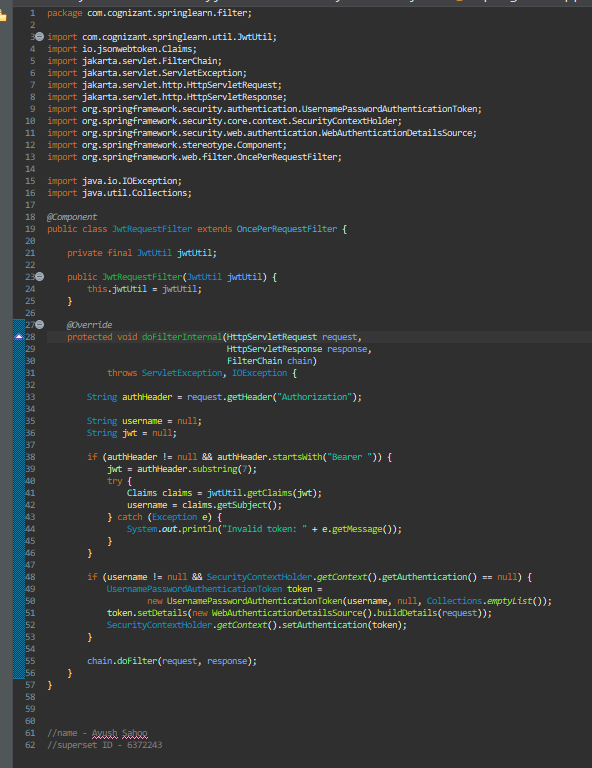 1 package com.cognizant.springlearn.filter;
2
3 import com.cognizant.springlearn.util.JwtUtil;
4 import io.jsonwebtoken.Claims;
5 import jakarta.servlet.FilterChain;
6 import jakarta.servlet.ServletException;
7 import jakarta.servlet.http.HttpServletRequest;
8 import jakarta.servlet.http.HttpServletResponse;
9 import org.springframework.security.authentication.UsernamePasswordAuthenticationToken;
10 import org.springframework.security.core.context.SecurityContextHolder;
11 import org.springframework.security.web.authentication.WebAuthenticationDetailsSource;
12 import org.springframework.stereotype.Component;
13 import org.springframework.web.filter.OncePerRequestFilter;
14
15 import java.io.IOException;
16 import java.util.Collections;
17
18 @Component
19 public class JwtRequestFilter extends OncePerRequestFilter {
20
21     private final JwtUtil jwtUtil;
22
23     public JwtRequestFilter(JwtUtil jwtUtil) {
24         this.jwtUtil = jwtUtil;
25     }
26
27     @Override
28     protected void doFilterInternal(HttpServletRequest request,
29                                     HttpServletResponse response,
30                                     FilterChain chain)
31             throws ServletException, IOException {
32
33         String authHeader = request.getHeader("Authorization");
34
35         String username = null;
36         String jwt = null;
37
38         if (authHeader != null && authHeader.startsWith("Bearer ")) {
39             jwt = authHeader.substring(7);
40             try {
41                 Claims claims = jwtUtil.getClaims(jwt);
42                 username = claims.getSubject();
43             } catch (Exception e) {
44                 System.out.println("Invalid token: " + e.getMessage());
45             }
46         }
47
48         if (username != null && SecurityContextHolder.getContext().getAuthentication() == null) {
49             UsernamePasswordAuthenticationToken token =
50                     new UsernamePasswordAuthenticationToken(username, null, Collections.emptyList());
51             token.setDetails(new WebAuthenticationDetailsSource().buildDetails(request));
52             SecurityContextHolder.getContext().setAuthentication(token);
53         }
54
55         chain.doFilter(request, response);
56     }
57 }
58
59
60
61 //name - Ayush Sahoo
62 //superset ID - 6372243